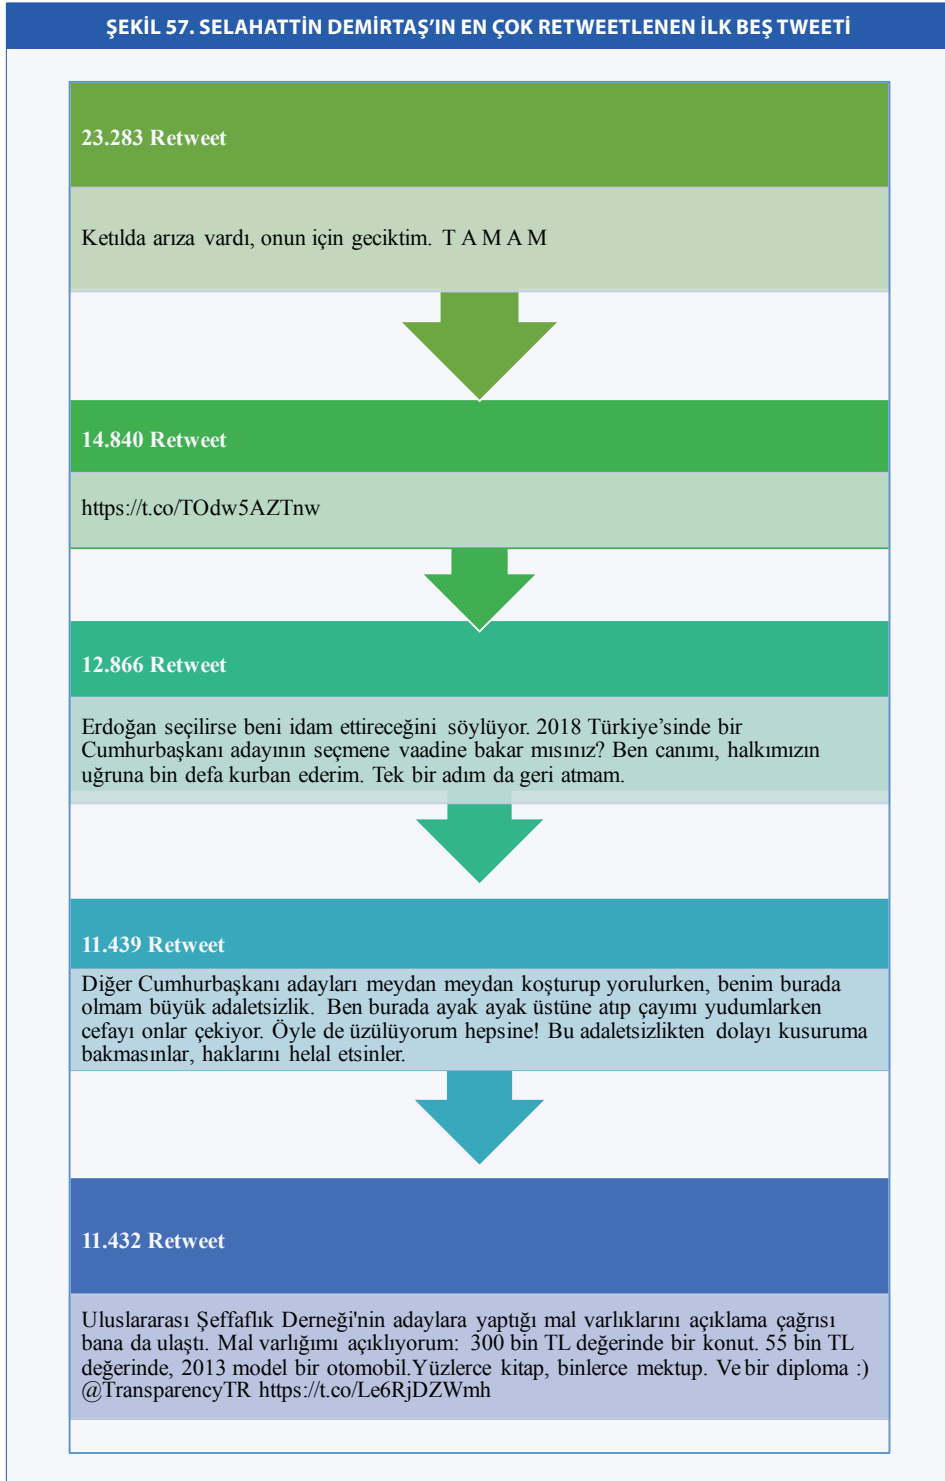 ŞEKİL 57. SELAHATTİN DEMİRTAŞ’IN EN ÇOK RETWEETLENEN İLK BEŞ TWEETİ
23.283 Retweet
Ketılda arıza vardı, onun için geciktim. T A M A M
14.840 Retweet
https://t.co/TOdw5AZTnw
12.866 Retweet
Erdoğan seçilirse beni idam ettireceğini söylüyor. 2018 Türkiye’sinde bir
Cumhurbaşkanı adayının seçmene vaadine bakar mısınız? Ben canımı, halkımızın
uğruna bin defa kurban ederim. Tek bir adım da geri atmam.
11.439 Retweet
Diğer Cumhurbaşkanı adayları meydan meydan koşturup yorulurken, benim burada
olmam büyük adaletsizlik. Ben burada ayak ayak üstüne atıp çayımı yudumlarken
cefayı onlar çekiyor. Öyle de üzülüyorum hepsine! Bu adaletsizlikten dolayı kusuruma
bakmasınlar, haklarını helal etsinler.
11.432 Retweet
Uluslararası Şeffaflık Derneği'nin adaylara yaptığı mal varlıklarını açıklama çağrısı
bana da ulaştı. Mal varlığımı açıklıyorum: 300 bin TL değerinde bir konut. 55 bin TL
değerinde, 2013 model bir otomobil.Yüzlerce kitap, binlerce mektup. Ve bir diploma :)
@TransparencyTR https://t.co/Le6RjDZWmh